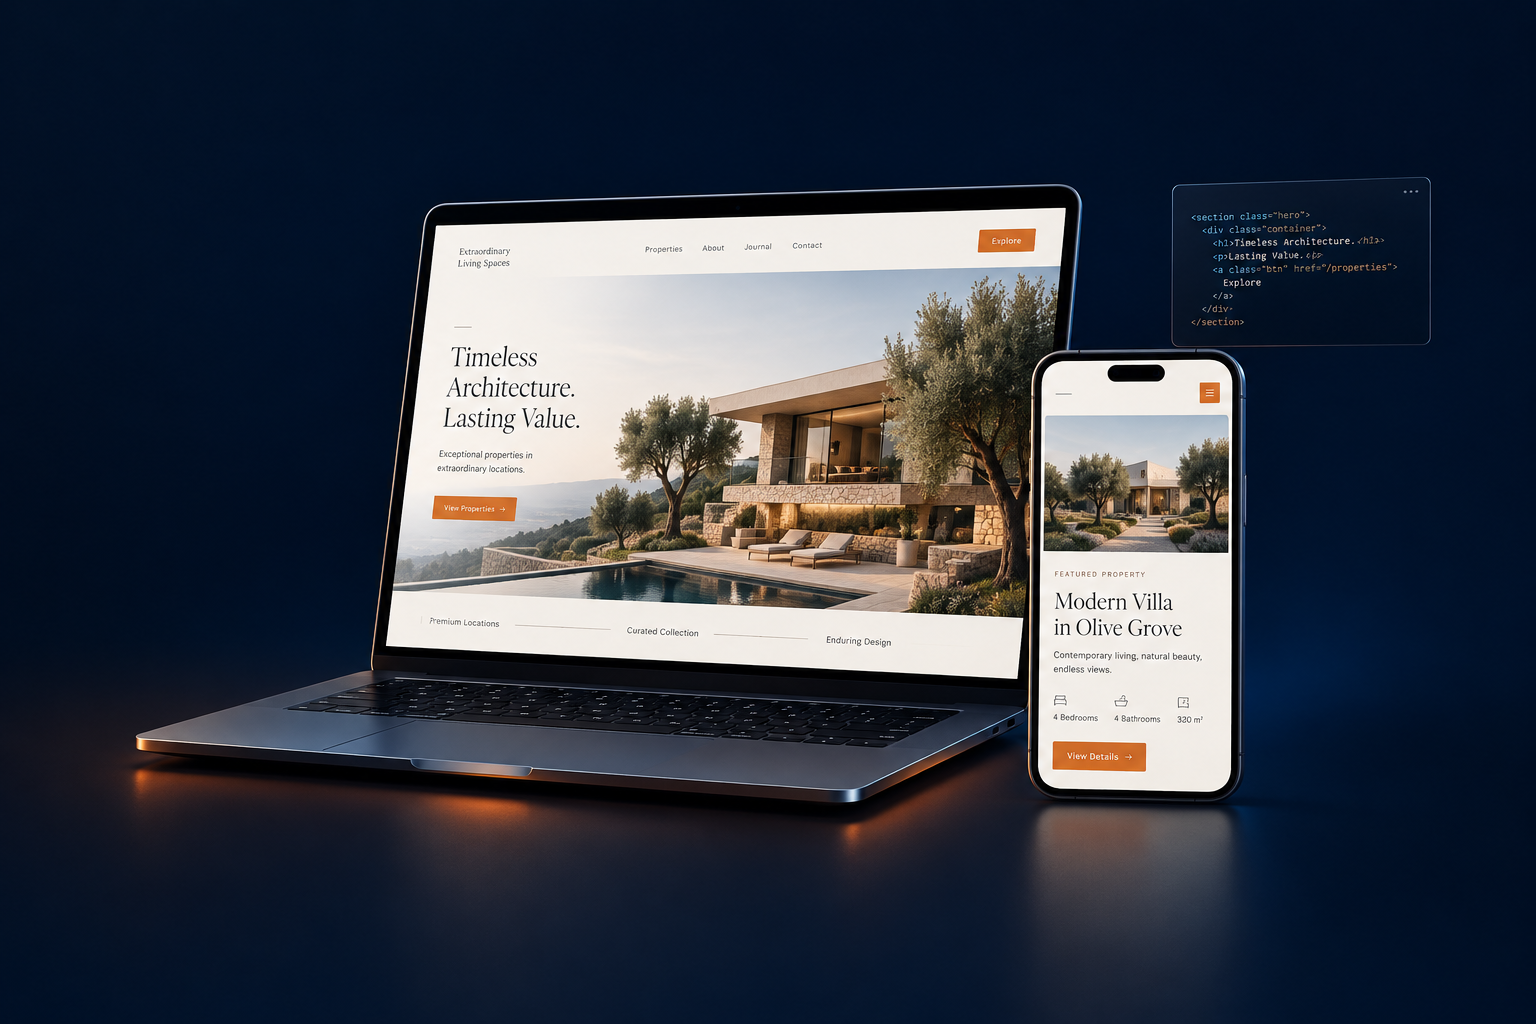 Extraordinary
Living Spaces
Properties About Journal Contact
Explore
Timeless
Architecture.
Lasting Value.
Exceptional properties in
extraordinary locations.
View Properties →
Premium Locations
Curated Collection
Enduring Design
<section class="hero">
<div class="container">
<h1>Timeless Architecture.</h1>
<p>Lasting Value.
<a class="btn" href="/properties">
Explore
</a>
</div>
</section>
FEATURED PROPERTY
Modern Villa
in Olive Grove
Contemporary living, natural beauty,
endless views.
4 Bedrooms 4 Bathrooms 320 m²
View Details →